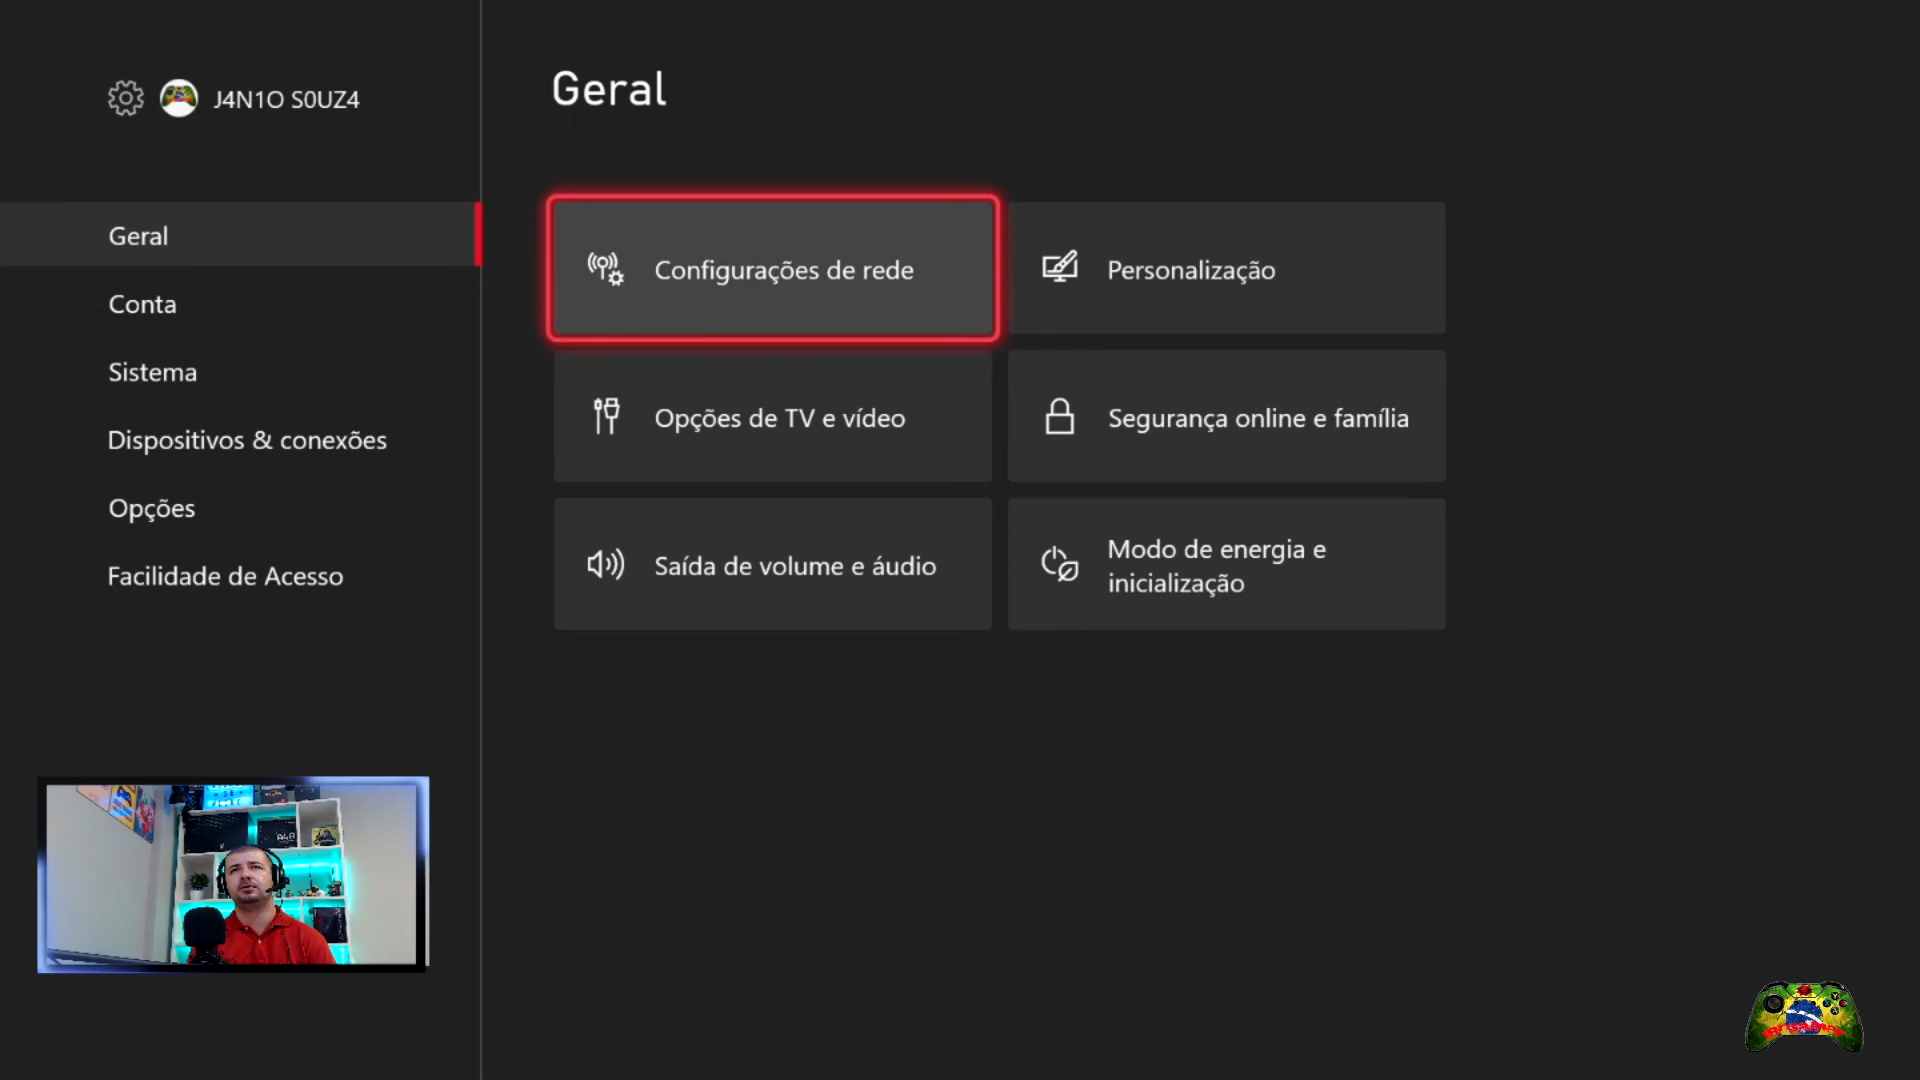 J4N1O S0UZ4
Geral
Conta
Sistema
Dispositivos & conexões
Opções
Facilidade de Acesso
Geral
Configurações de rede
Personalização
Opções de TV e vídeo
Segurança online e família
Saída de volume e áudio
Modo de energia e
inicialização